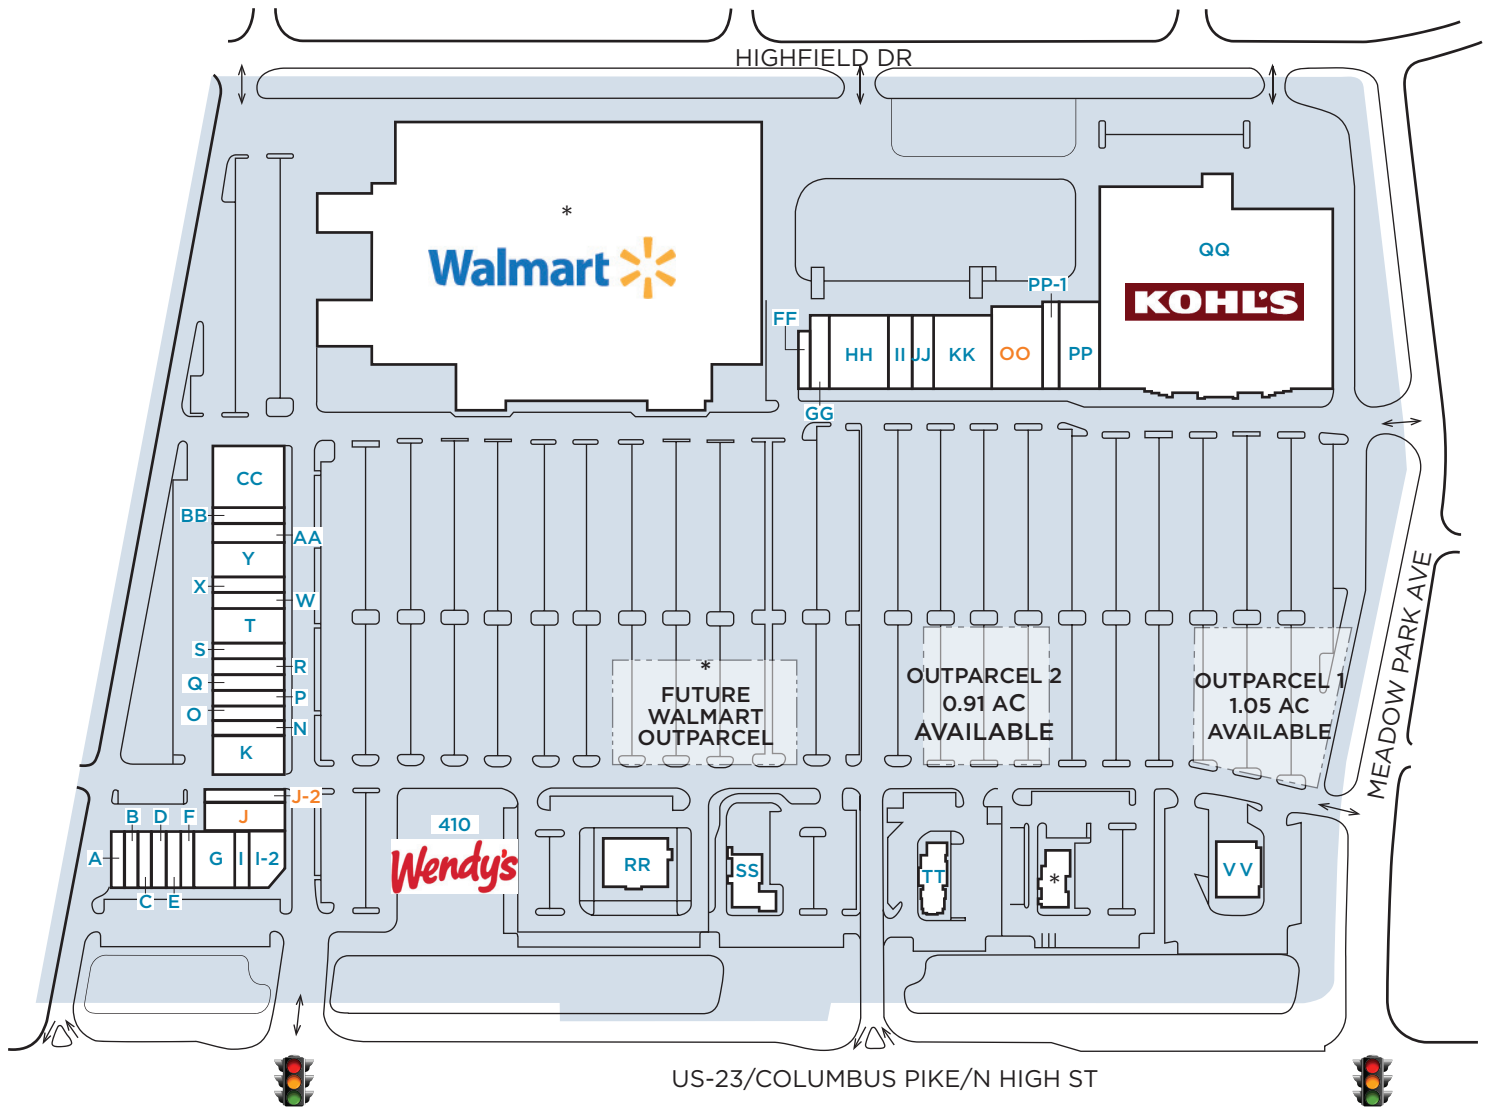 HIGHFIELD DR
*
Walmart
QQ
KOHL'S
PP-1
FF
HH
II
JJ
KK
OO
PP
GG
CC
BB
AA
Y
X
W
T
S
R
Q
P
O
N
K
*
FUTURE
WALMART
OUTPARCEL
OUTPARCEL 2
0.91 AC
AVAILABLE
OUTPARCEL 1
1.05 AC
AVAILABLE
MEADOW PARK AVE
J-2
J
B
D
F
A
G
I
I-2
C
E
410
Wendy's
RR
SS
TT
*
VV
US-23/COLUMBUS PIKE/N HIGH ST